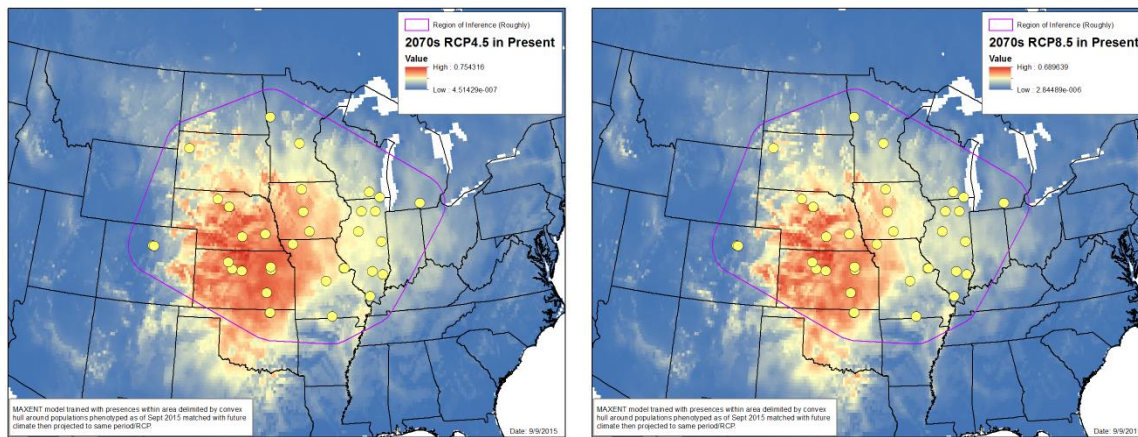 Region of Inference (Roughly)
2070s RCP4.5 in Present
Value
High : 0.754316
Low : 4.51429e-007
MAXENT model trained with presences within area delimited by convex
hull around populations phenotyped as of Sept 2015 matched with future
climate then projected to same period/RCP.
Date: 9/9/2015
Region of Inference (Roughly)
2070s RCP8.5 in Present
Value
High : 0.689639
Low : 2.84489e-006
MAXENT model trained with presences within area delimited by convex
hull around populations phenotyped as of Sept 2015 matched with future
climate then projected to same period/RCP.
Date: 9/9/201